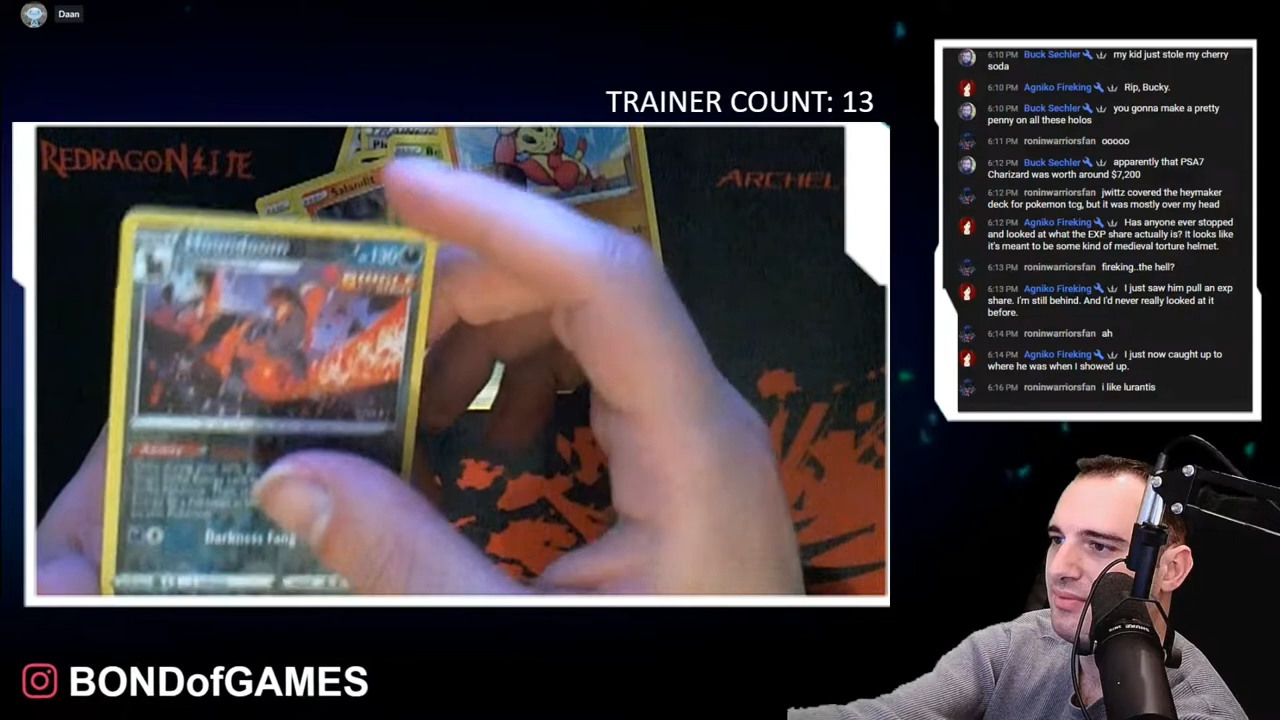 Daan
TRAINER COUNT: 13
REDRAGON
ARCHEL
Salandit
Houndoom
130
Ability
Darkness Fang
BONDofGAMES
6:10 PM Buck Sechler my kid just stole my cherry
soda
6:10 PM Agniko Fireking Rip, Bucky.
6:10 PM Buck Sechler you gonna make a pretty
penny on all these holos
6:11 PM roninwarriorsfan ooooo
6:12 PM Buck Sechler apparently that PSA7
Charizard was worth around $7,200
6:12 PM roninwarriorsfan jwittz covered the heymaker
deck for pokemon tcg, but it was mostly over my head
6:12 PM Agniko Fireking Has anyone ever stopped
and looked at what the EXP share actually is? It looks like
it's meant to be some kind of medieval torture helmet.
6:13 PM roninwarriorsfan fireking..the hell?
6:13 PM Agniko Fireking I just saw him pull an exp
share. I'm still behind. And I'd never really looked at it
before.
6:14 PM roninwarriorsfan ah
6:14 PM Agniko Fireking I just now caught up to
where he was when I showed up.
6:16 PM roninwarriorsfan i like lurantis